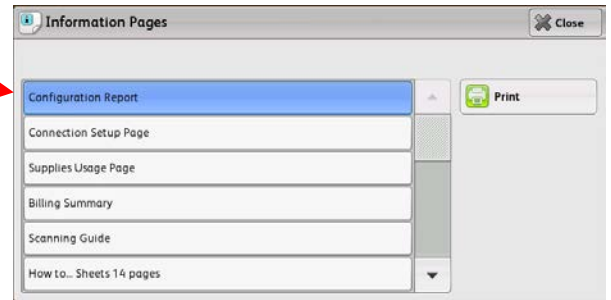 Information Pages
Close
Configuration Report
Print
Connection Setup Page
Supplies Usage Page
Billing Summary
Scanning Guide
How to... Sheets 14 pages